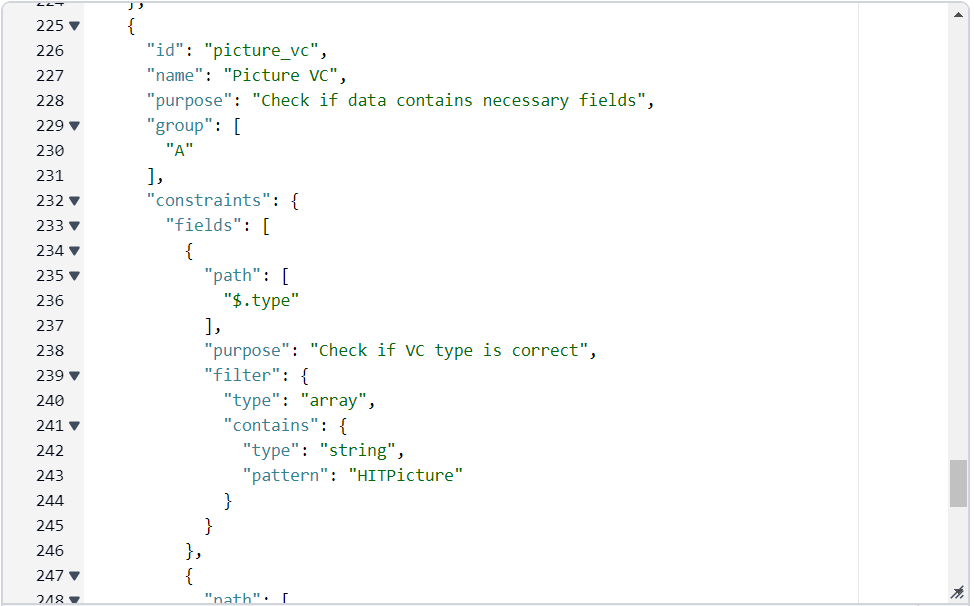 224 },
225 {
226 "id": "picture_vc",
227 "name": "Picture VC",
228 "purpose": "Check if data contains necessary fields",
229 "group": [
230 "A"
231 ],
232 "constraints": {
233 "fields": [
234 {
235 "path": [
236 "$.type"
237 ],
238 "purpose": "Check if VC type is correct",
239 "filter": {
240 "type": "array",
241 "contains": {
242 "type": "string",
243 "pattern": "HITPicture"
244 }
245 }
246 },
247 {
248 "path": [